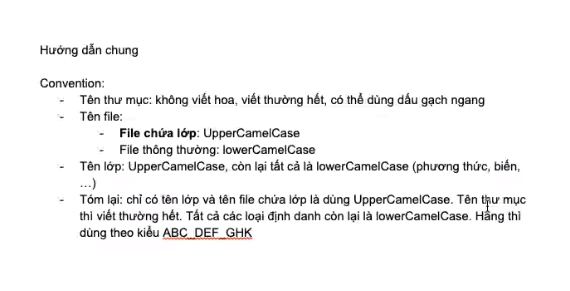 Hướng dẫn chung
Convention:
- Tên thư mục: không viết hoa, viết thường hết, có thể dùng dấu gạch ngang
- Tên file:
- File chứa lớp: UpperCamelCase
- File thông thường: lowerCamelCase
- Tên lớp: UpperCamelCase, còn lại tất cả là lowerCamelCase (phương thức, biến,
…)
- Tóm lại: chỉ có tên lớp và tên file chứa lớp là dùng UpperCamelCase. Tên thư mục
thì viết thường hết. Tất cả các loại định danh còn lại là lowerCamelCase. Hằng thì
dùng theo kiểu ABC_DEF_GHK